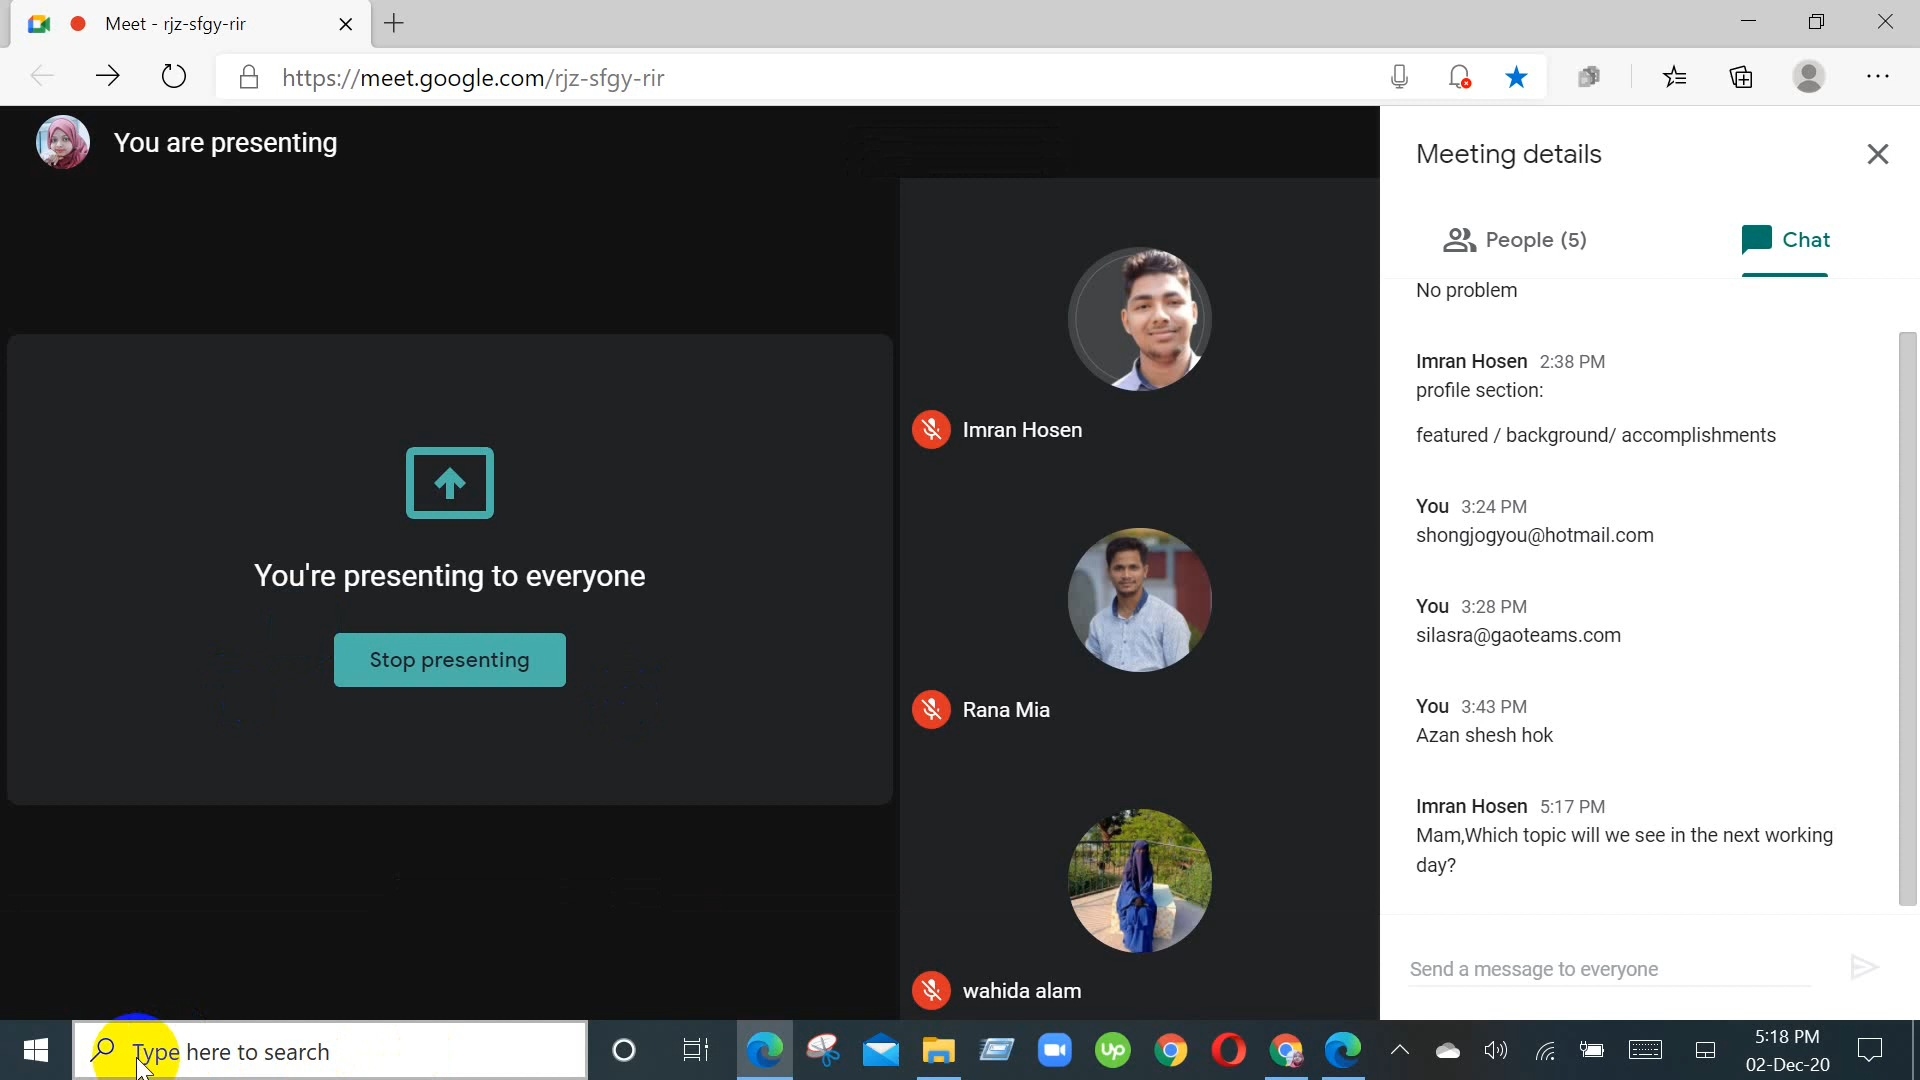 Meet - rjz-sfgy-rir
https://meet.google.com/rjz-sfgy-rir
You are presenting
You're presenting to everyone
Stop presenting
Imran Hosen
Rana Mia
wahida alam
Meeting details
People (5)
Chat
No problem
Imran Hosen 2:38 PM
profile section:
featured / background/ accomplishments
You 3:24 PM
shongjogyou@hotmail.com
You 3:28 PM
silasra@gaoteams.com
You 3:43 PM
Azan shesh hok
Imran Hosen 5:17 PM
Mam,Which topic will we see in the next working
day?
Send a message to everyone
Type here to search
up
5:18 PM
02-Dec-20